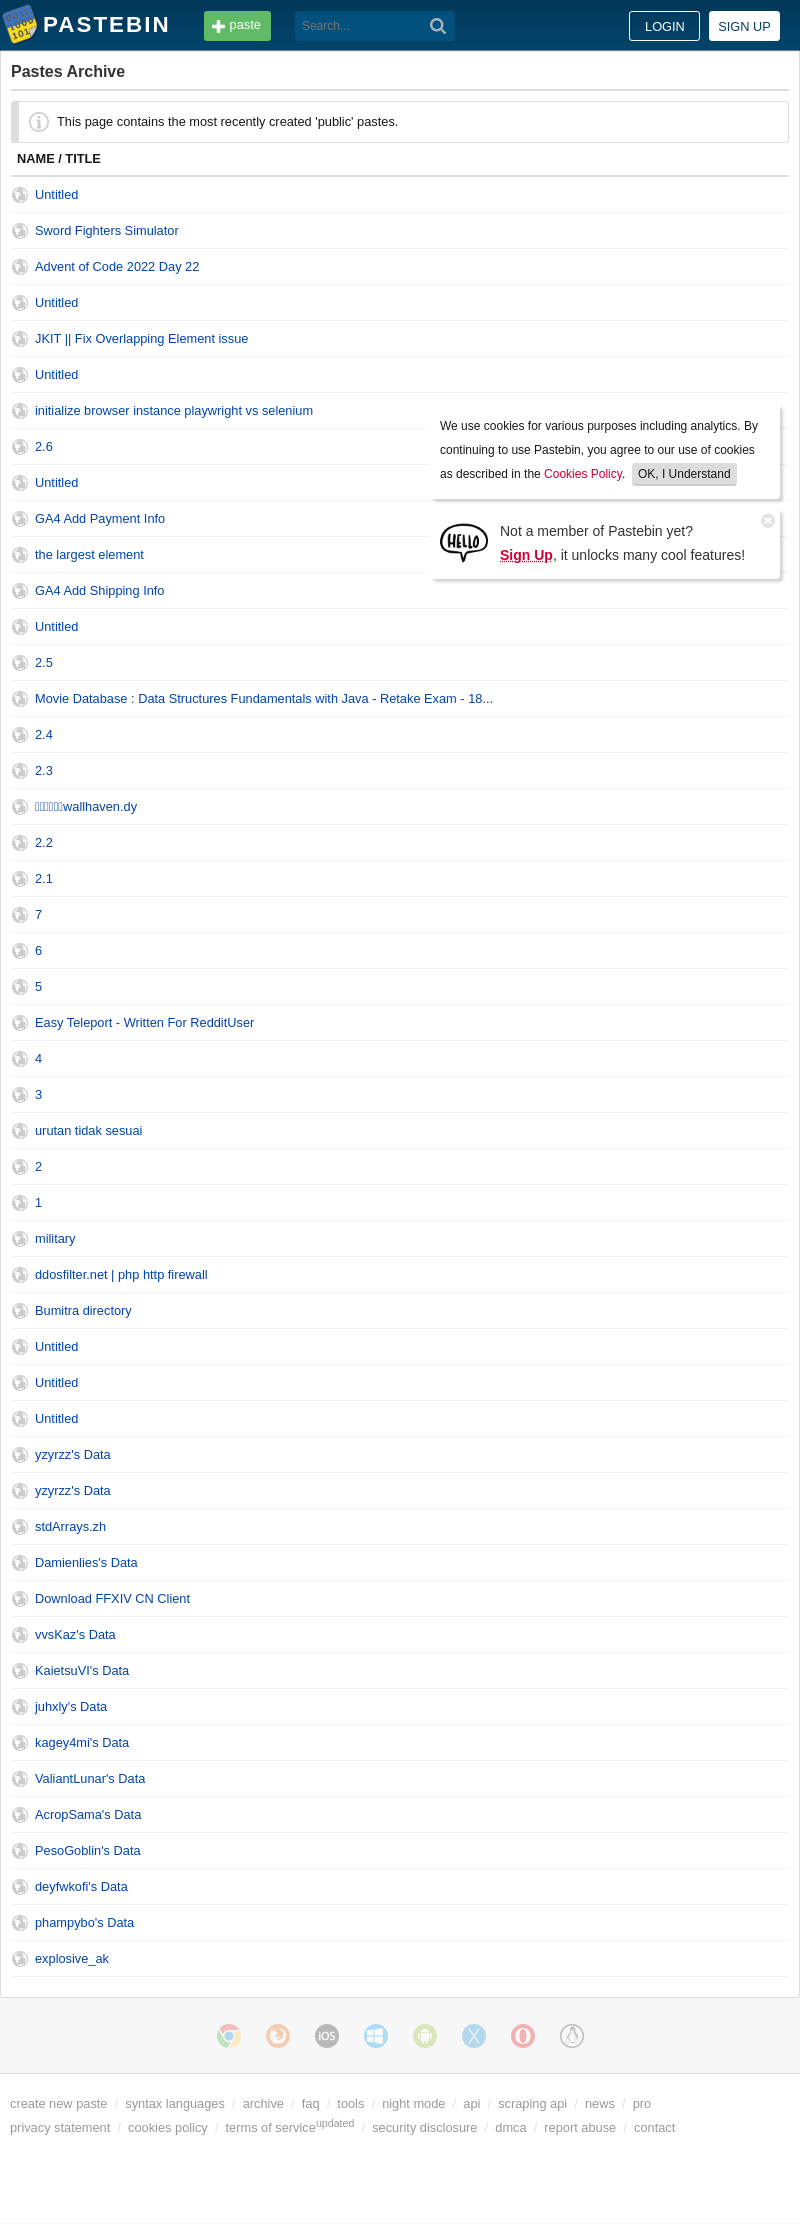 PASTEBIN
paste
Search...
LOGIN
SIGN UP
Pastes Archive
This page contains the most recently created 'public' pastes.
NAME / TITLE
Untitled
Sword Fighters Simulator
Advent of Code 2022 Day 22
Untitled
JKIT || Fix Overlapping Element issue
Untitled
initialize browser instance playwright vs selenium
2.6
Untitled
GA4 Add Payment Info
the largest element
GA4 Add Shipping Info
We use cookies for various purposes including analytics. By
continuing to use Pastebin, you agree to our use of cookies
as described in the Cookies Policy. OK, I Understand
HELLO
Not a member of Pastebin yet?
Sign Up, it unlocks many cool features!
Untitled
2.5
Movie Database : Data Structures Fundamentals with Java - Retake Exam - 18...
2.4
2.3
wallhaven.dy
2.2
2.1
7
6
5
Easy Teleport - Written For RedditUser
4
3
urutan tidak sesuai
2
1
military
ddosfilter.net | php http firewall
Bumitra directory
Untitled
Untitled
Untitled
yzyrzz's Data
yzyrzz's Data
stdArrays.zh
Damienlies's Data
Download FFXIV CN Client
vvsKaz's Data
KaietsuVI's Data
juhxly's Data
kagey4mi's Data
ValiantLunar's Data
AcropSama's Data
PesoGoblin's Data
deyfwkofi's Data
phampybo's Data
explosive_ak
iOS
create new paste / syntax languages / archive / faq / tools / night mode / api / scraping api / news / pro
privacy statement / cookies policy / terms of serviceupdated / security disclosure / dmca / report abuse / contact